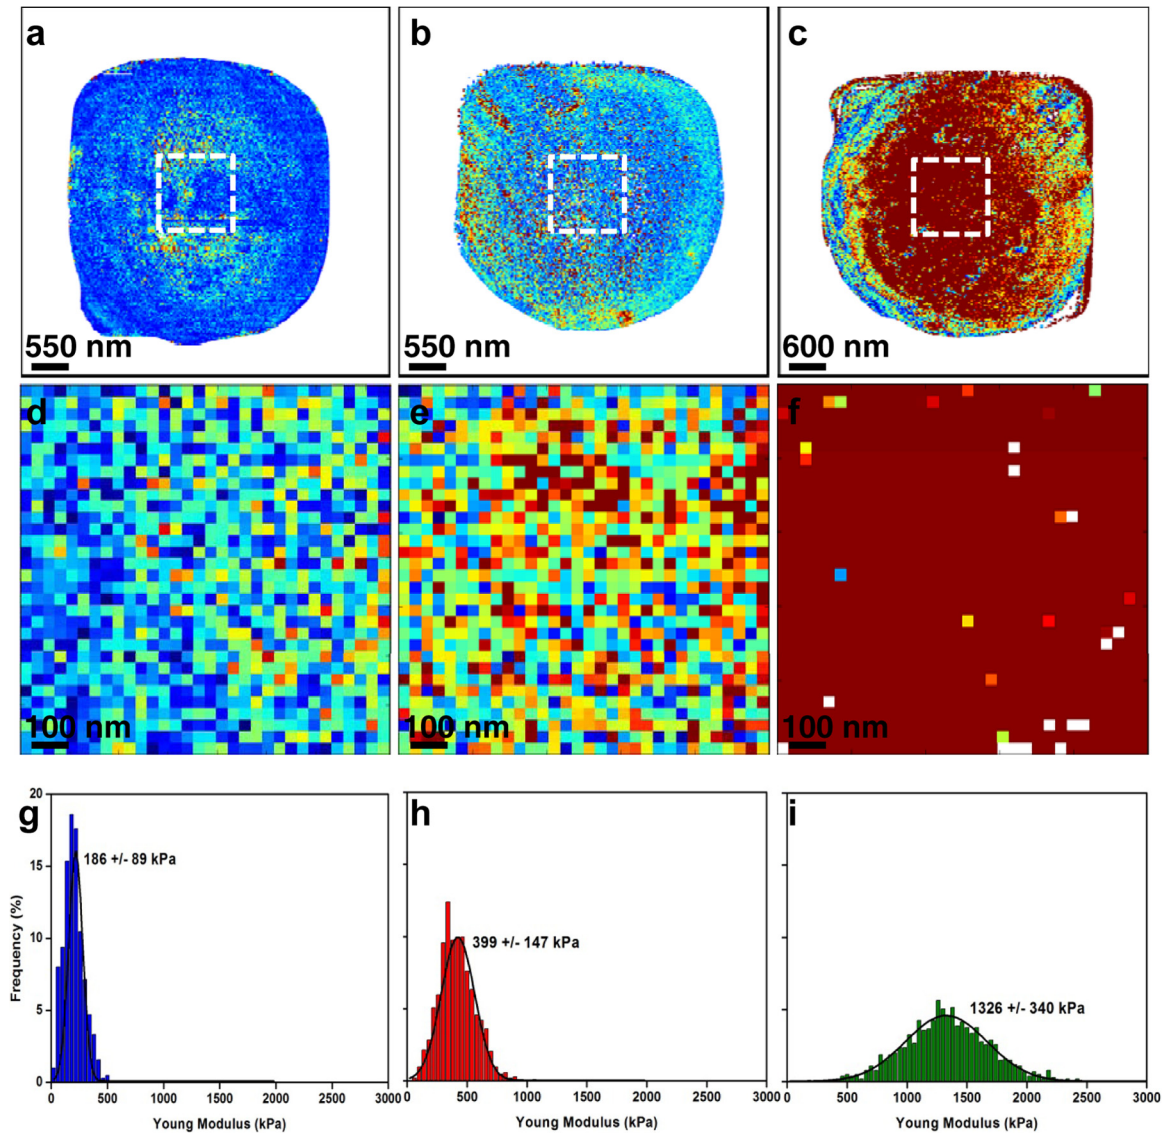 a
b
c
550 nm
550 nm
600 nm
d
e
f
100 nm
100 nm
100 nm
g
h
i
20
15
10
5
0
Frequency (%)
186 +/- 89 kPa
399 +/- 147 kPa
1326 +/- 340 kPa
0 500 1000 1500 2000 2500 3000
0 500 1000 1500 2000 2500 3000
500 1000 1500 2000 2500 3000
Young Modulus (kPa)
Young Modulus (kPa)
Young Modulus (kPa)